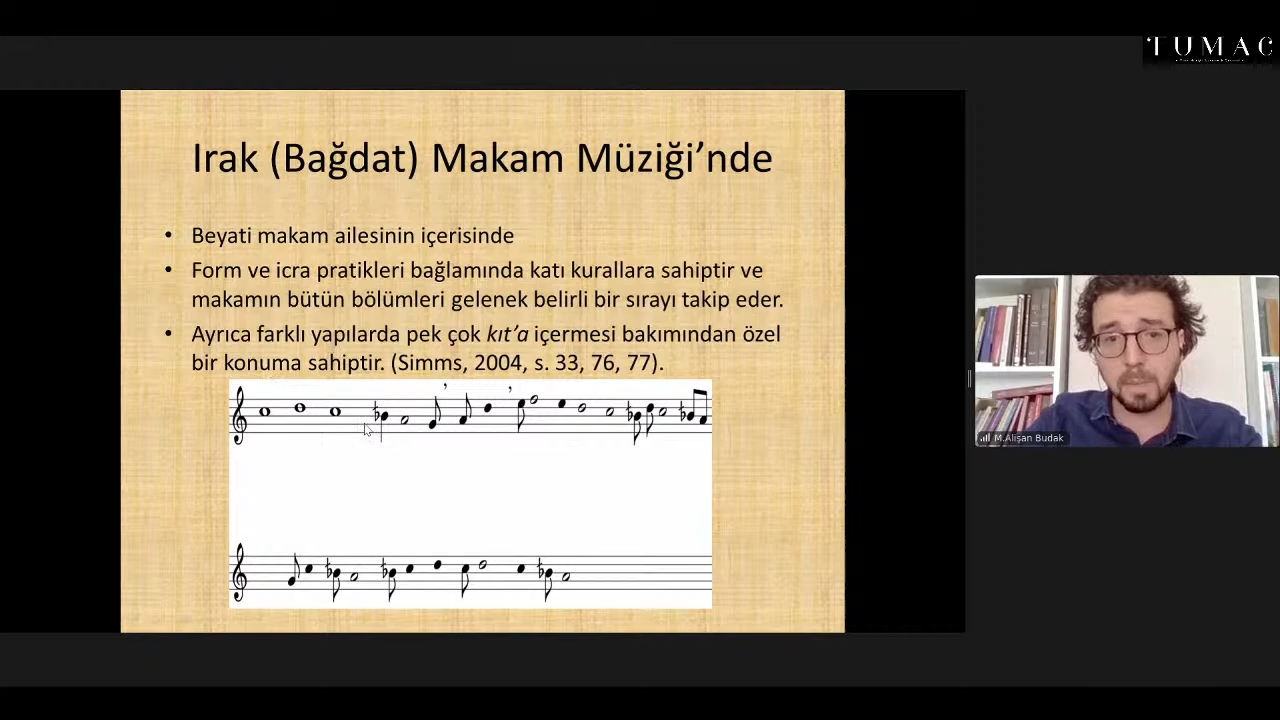 TUMAC
Irak (Bağdat) Makam Müziği’nde
• Beyati makam ailesinin içerisinde
• Form ve icra pratikleri bağlamında katı kurallara sahiptir ve
makamın bütün bölümleri gelenek belirli bir sırayı takip eder.
• Ayrıca farklı yapılarda pek çok kıt’a içermesi bakımından özel
bir konuma sahiptir. (Simms, 2004, s. 33, 76, 77).
M.Alişan Budak